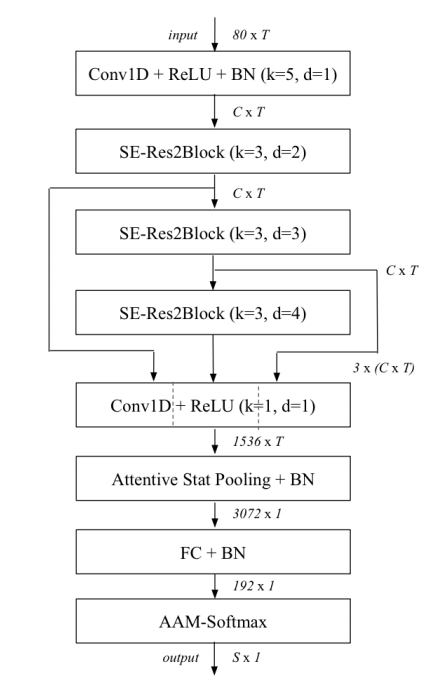 input 80 x T
Conv1D + ReLU + BN (k=5, d=1)
C x T
SE-Res2Block (k=3, d=2)
C x T
SE-Res2Block (k=3, d=3)
C x T
SE-Res2Block (k=3, d=4)
3 x (C x T)
Conv1D + ReLU (k=1, d=1)
1536 x T
Attentive Stat Pooling + BN
3072 x 1
FC + BN
192 x 1
AAM-Softmax
output S x 1